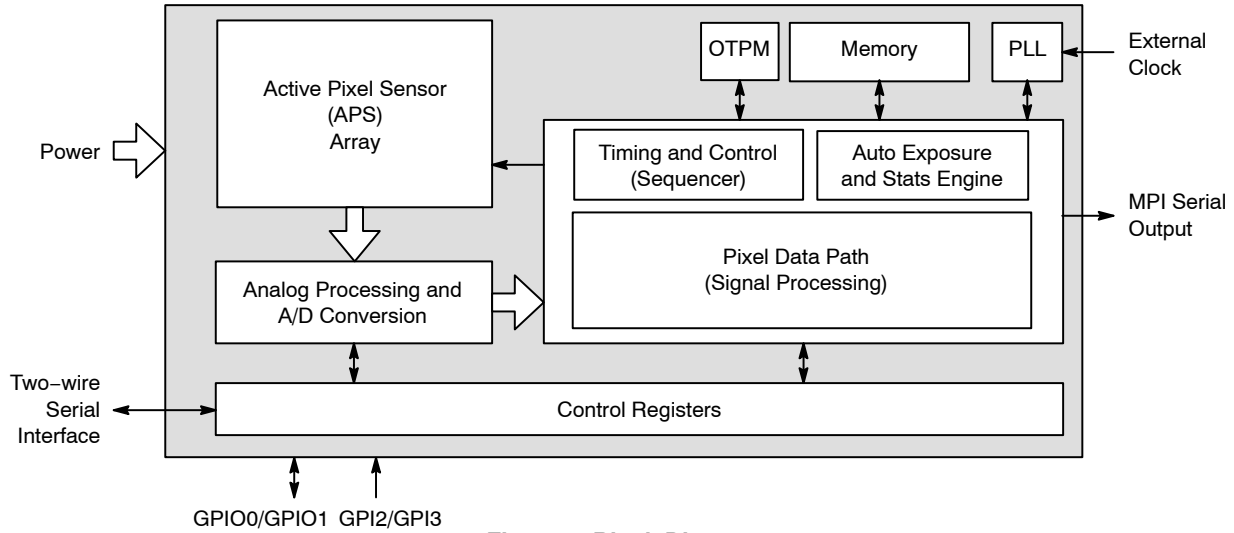 Active Pixel Sensor
(APS)
Array
OTPM
Memory
PLL
External
Clock
Power
Timing and Control
(Sequencer)
Auto Exposure
and Stats Engine
MPI Serial
Output
Pixel Data Path
(Signal Processing)
Analog Processing and
A/D Conversion
Two−wire
Serial
Interface
Control Registers
GPIO0/GPIO1
GPI2/GPI3